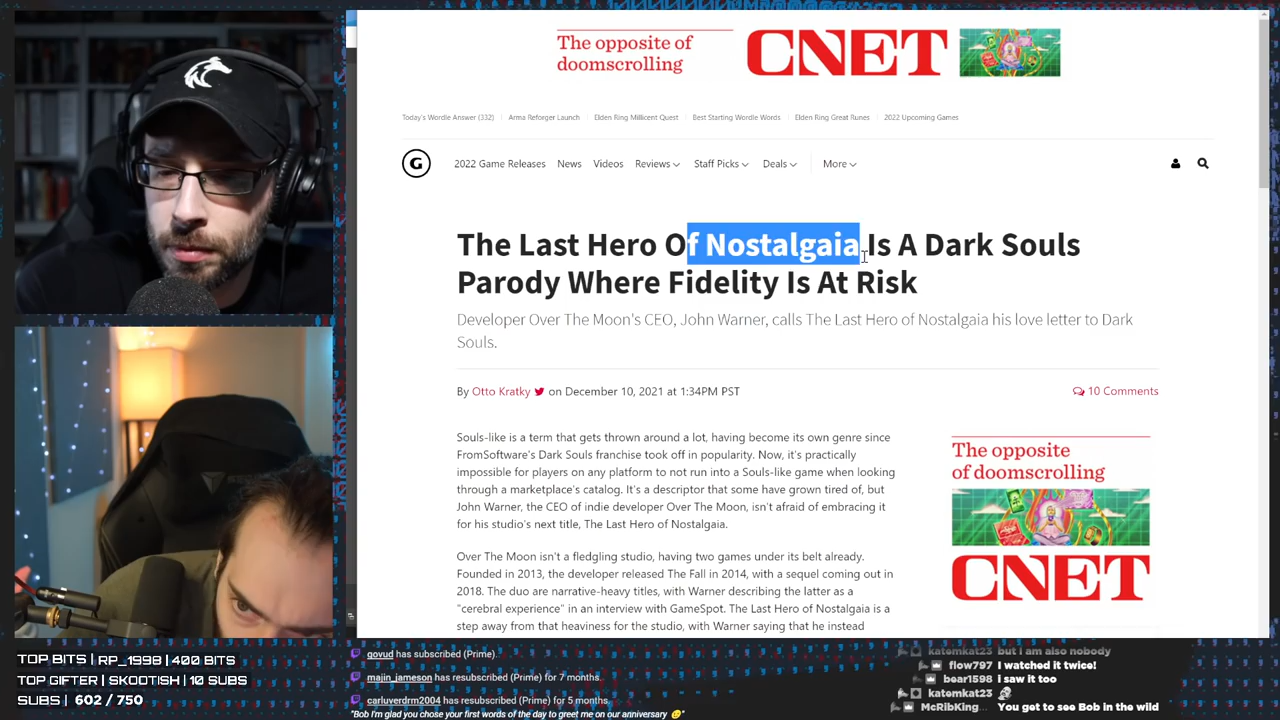 The opposite of
doomscrolling
CNET
Today's Wordle Answer (332)
Arma Reforger Launch
Elden Ring Millicent Quest
Best Starting Wordle Words
Elden Ring Great Runes
2022 Upcoming Games
G
2022 Game Releases
News
Videos
Reviews
Staff Picks
Deals
More
The Last Hero Of Nostalgaia Is A Dark Souls
Parody Where Fidelity Is At Risk
Developer Over The Moon's CEO, John Warner, calls The Last Hero of Nostalgaia his love letter to Dark
Souls.
By Otto Kratky on December 10, 2021 at 1:34PM PST
10 Comments
Souls-like is a term that gets thrown around a lot, having become its own genre since
FromSoftware's Dark Souls franchise took off in popularity. Now, it's practically
impossible for players on any platform to not run into a Souls-like game when looking
through a marketplace's catalog. It's a descriptor that some have grown tired of, but
John Warner, the CEO of indie developer Over The Moon, isn't afraid of embracing it
for his studio's next title, The Last Hero of Nostalgaia.
Over The Moon isn't a fledgling studio, having two games under its belt already.
Founded in 2013, the developer released The Fall in 2014, with a sequel coming out in
2018. The duo are narrative-heavy titles, with Warner describing the latter as a
"cerebral experience" in an interview with GameSpot. The Last Hero of Nostalgaia is a
step away from that heaviness for the studio, with Warner saying that he instead
The opposite
of doomscrolling
CNET
TOP BITS | RP_1998 | 400 BITS
TOP GIFTER | SKOOTISH | 10 SUBS
SUBS | 602 / 750
govud has subscribed (Prime).
majin_jameson has resubscribed (Prime) for 7 months.
carluverdrm2004 has resubscribed (Prime) for 5 months.
"Bob I'm glad you chose your first words of the day to greet me on our anniversary
katemkat23 but i am also nobody
flow797 I watched it twice!
bear1598 i saw it too
katemkat23
McRibKing... You get to see Bob in the wild